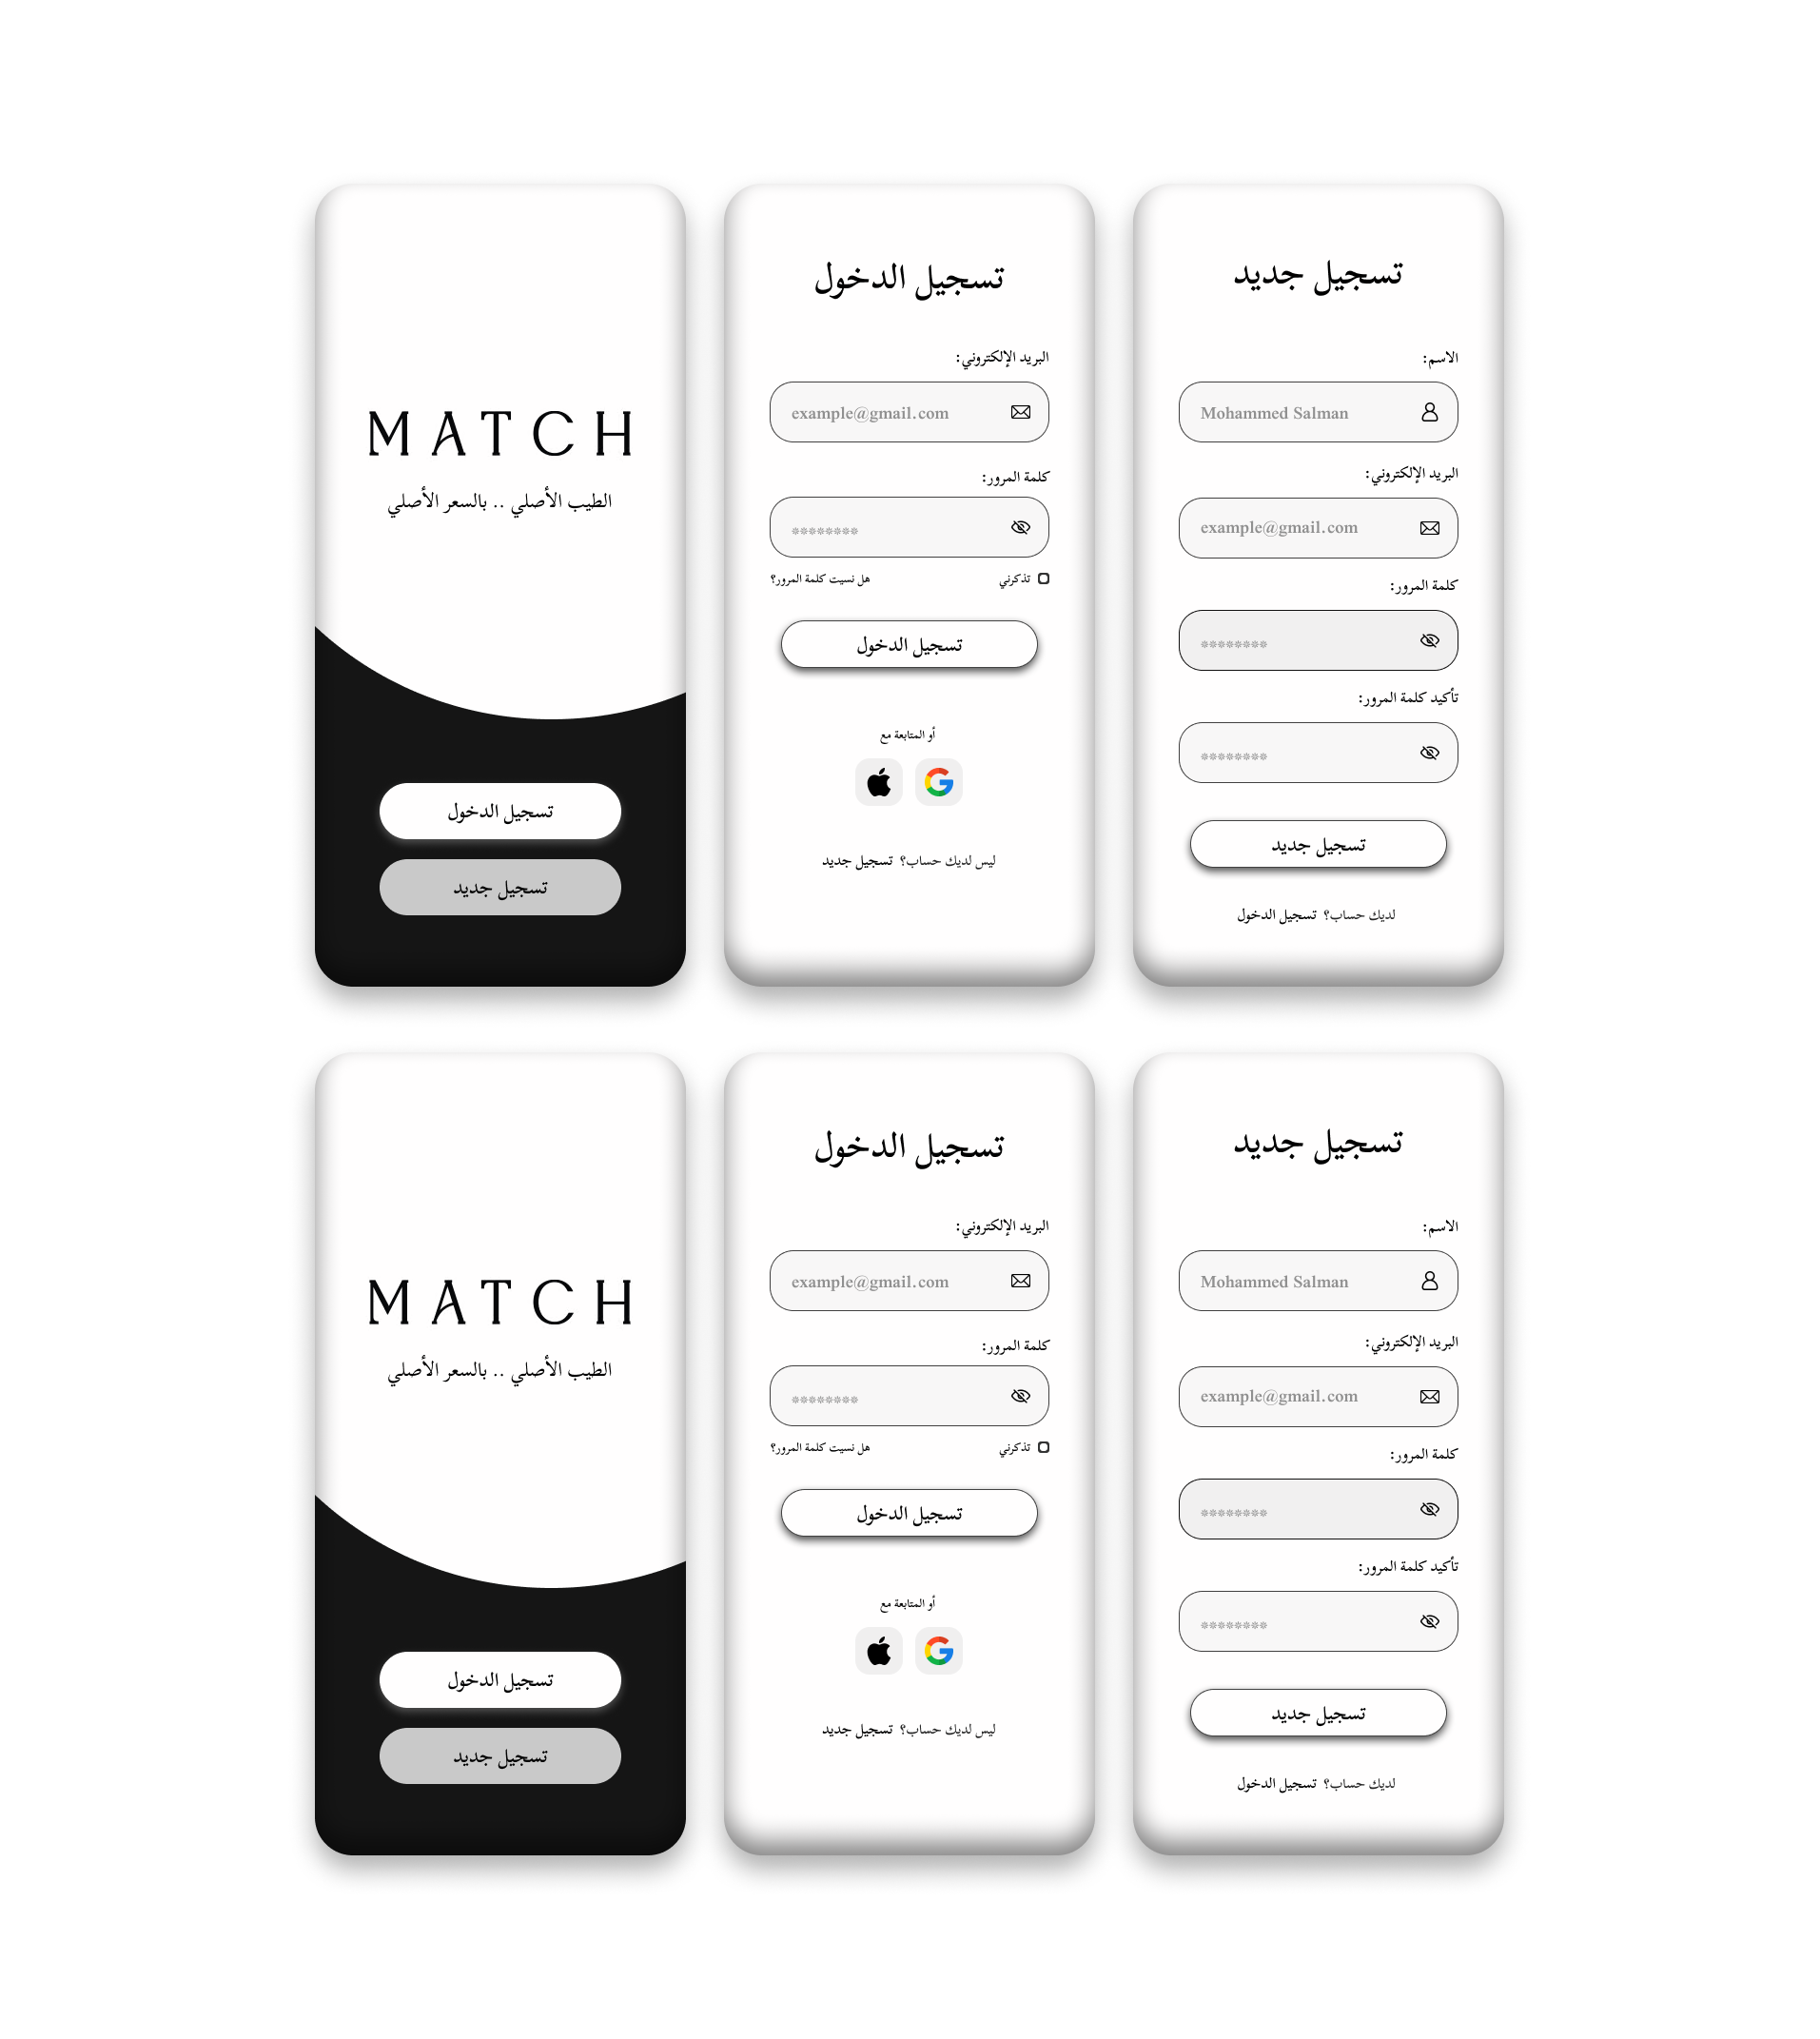 MATCH
الطيب الأصلي .. بالسعر الأصلي
تسجيل الدخول
تسجيل جديد
تسجيل الدخول
البريد الإلكتروني:
example@gmail.com
كلمة المرور:
********
تذكرني
هل نسيت كلمة المرور؟
تسجيل الدخول
أو المتابعة مع
ليس لديك حساب؟ تسجيل جديد
تسجيل جديد
الاسم:
Mohammed Salman
البريد الإلكتروني:
example@gmail.com
كلمة المرور:
********
تأكيد كلمة المرور:
********
تسجيل جديد
لديك حساب؟ تسجيل الدخول
MATCH
الطيب الأصلي .. بالسعر الأصلي
تسجيل الدخول
تسجيل جديد
تسجيل الدخول
البريد الإلكتروني:
example@gmail.com
كلمة المرور:
********
تذكرني
هل نسيت كلمة المرور؟
تسجيل الدخول
أو المتابعة مع
ليس لديك حساب؟ تسجيل جديد
تسجيل جديد
الاسم:
Mohammed Salman
البريد الإلكتروني:
example@gmail.com
كلمة المرور:
********
تأكيد كلمة المرور:
********
تسجيل جديد
لديك حساب؟ تسجيل الدخول